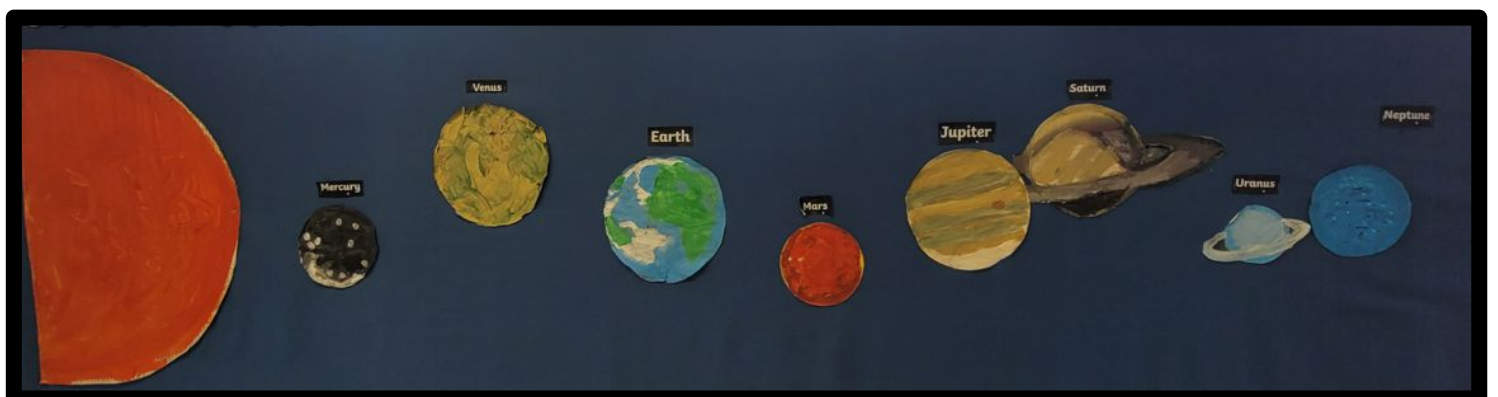 Mercury
Venus
Earth
Mars
Jupiter
Saturn
Uranus
Neptune